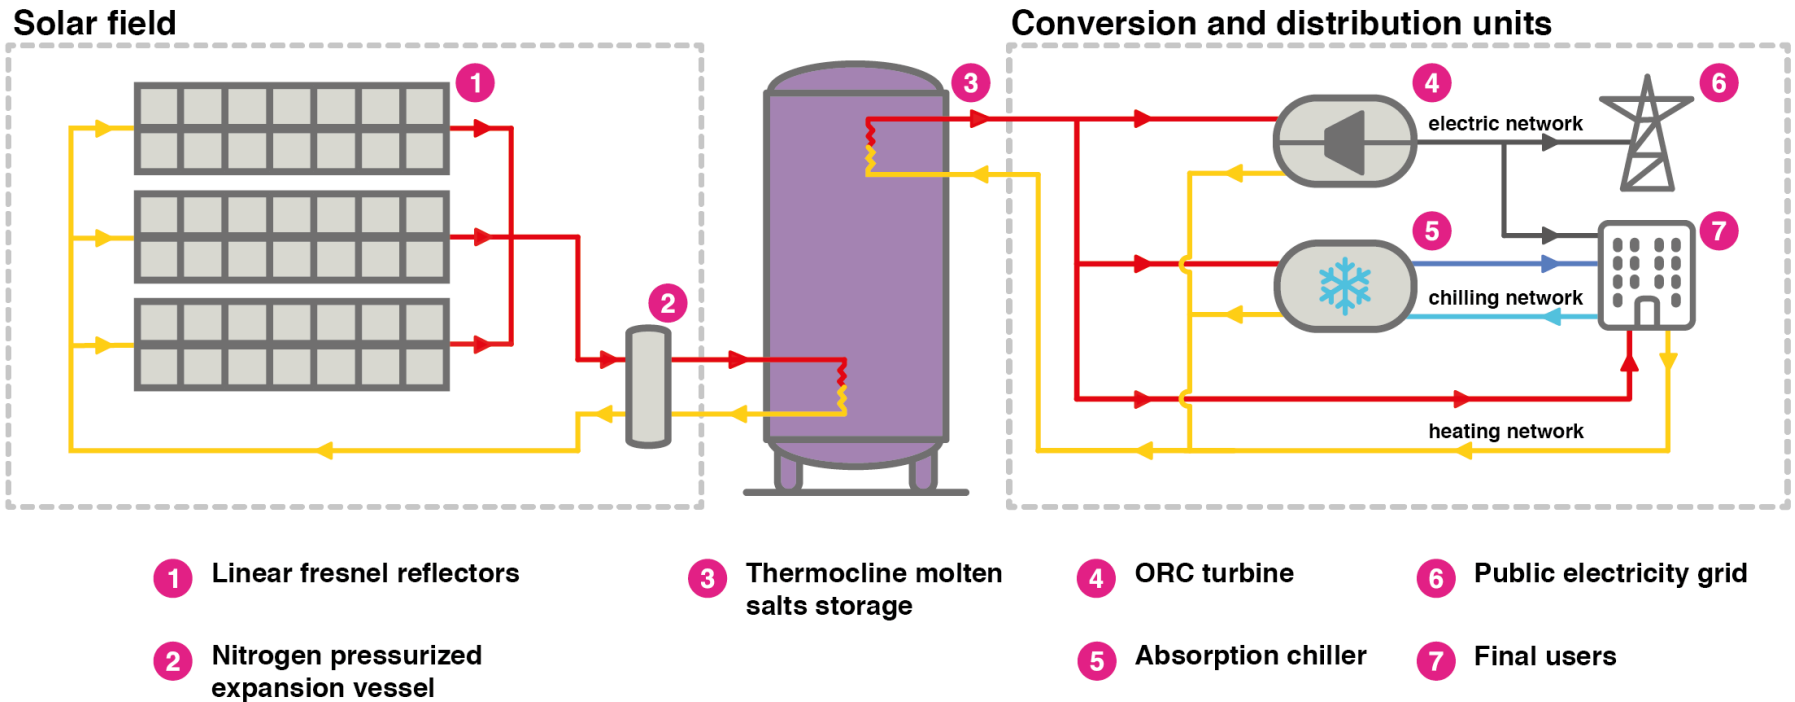 Solar field
Conversion and distribution units
1
3
4
6
electric network
5
7
2
chilling network
heating network
1 Linear fresnel reflectors
3 Thermocline molten
salts storage
4 ORC turbine
6 Public electricity grid
2 Nitrogen pressurized
expansion vessel
5 Absorption chiller
7 Final users